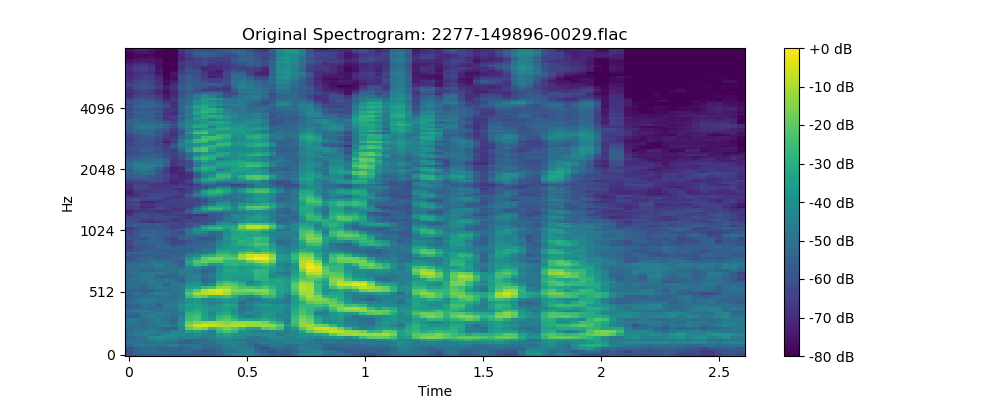 Original Spectrogram: 2277-149896-0029.flac
+0 dB
4096
-10 dB
-20 dB
2048
-30 dB
Hz
1024
-40 dB
-50 dB
512
-60 dB
-70 dB
0
-80 dB
0 0.5 1 1.5 2 2.5
Time